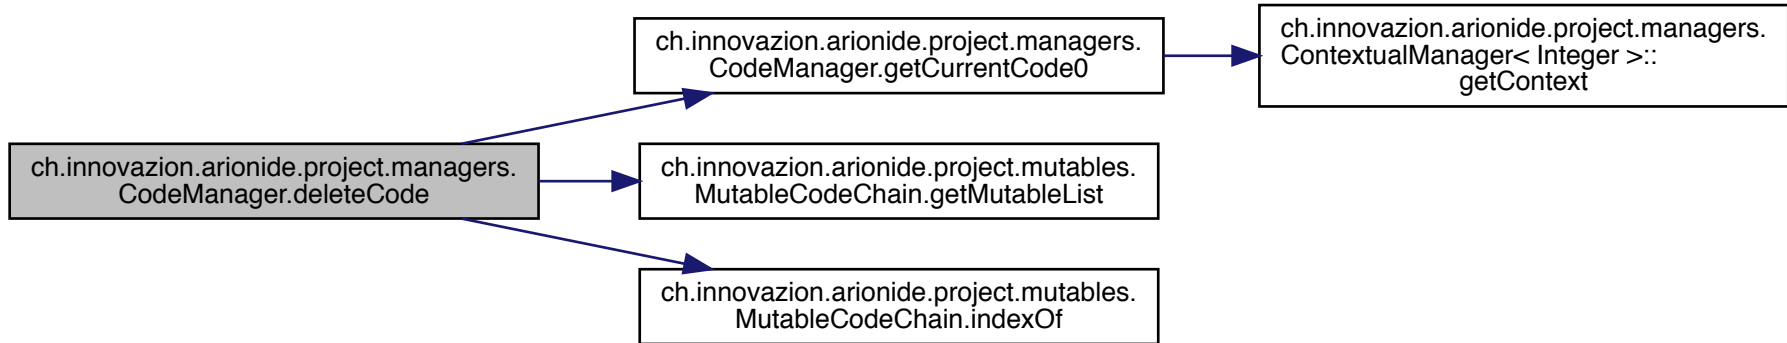 ch.innovazion.arionide.project.managers.
CodeManager.deleteCode
ch.innovazion.arionide.project.managers.
CodeManager.getCurrentCode0
ch.innovazion.arionide.project.mutables.
MutableCodeChain.getMutableList
ch.innovazion.arionide.project.mutables.
MutableCodeChain.indexOf
ch.innovazion.arionide.project.managers.
ContextualManager< Integer >::
getContext